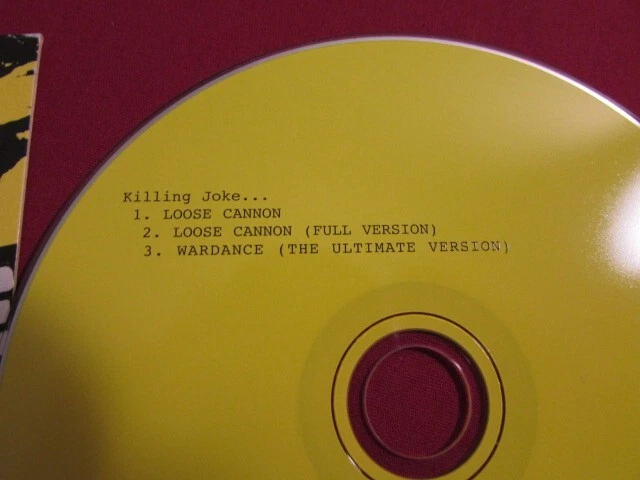 Killing Joke...
1. LOOSE CANNON
2. LOOSE CANNON (FULL VERSION)
3. WARDANCE (THE ULTIMATE VERSION)